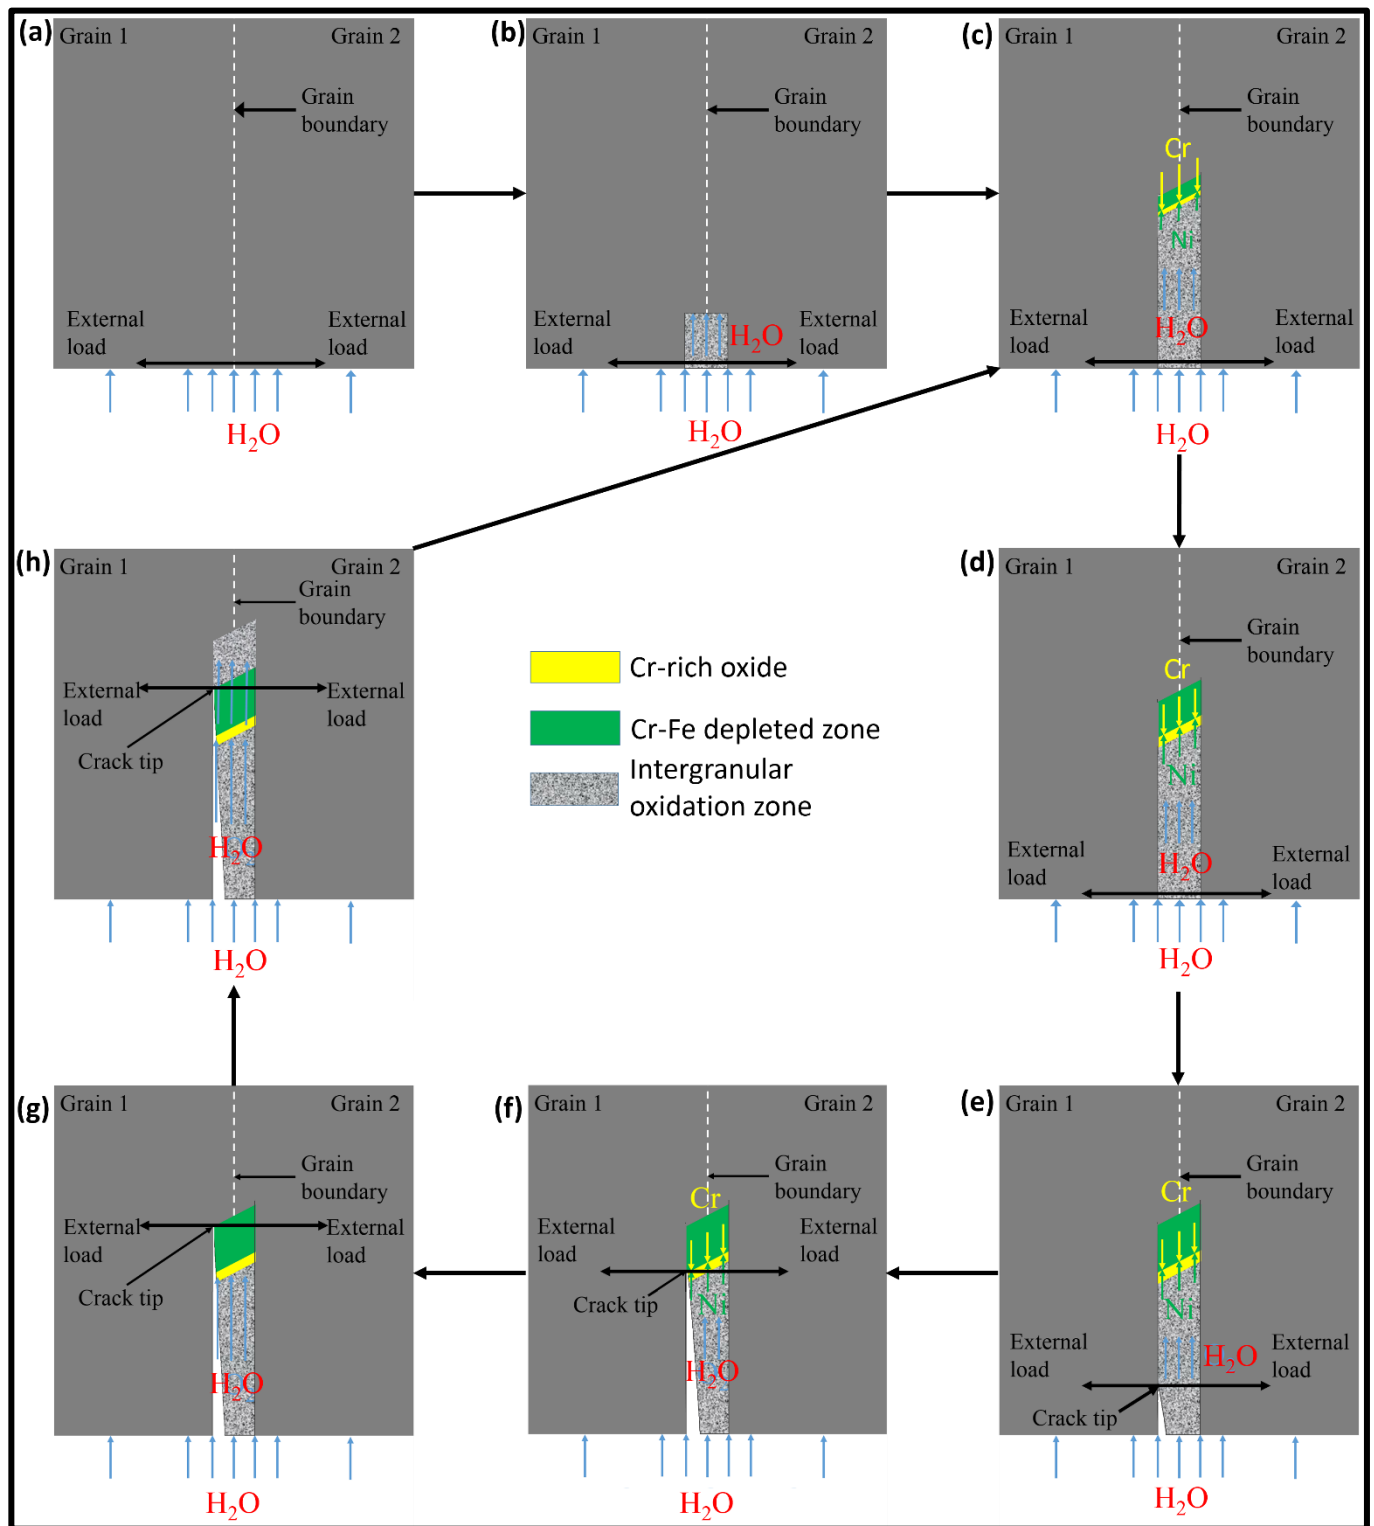 (a)
Grain 1
Grain 2
Grain
boundary
External
load
External
load
H₂O
(b)
Grain 1
Grain 2
Grain
boundary
External
load
H₂O
External
load
H₂O
(c)
Grain 1
Grain 2
Grain
boundary
Cr
Ni
External
load
H₂O
External
load
H₂O
(h)
Grain 1
Grain 2
Grain
boundary
External
load
External
load
Crack tip
H₂O
H₂O
Cr-rich oxide
Cr-Fe depleted zone
Intergranular
oxidation zone
(d)
Grain 1
Grain 2
Grain
boundary
Cr
Ni
External
load
H₂O
External
load
H₂O
(g)
Grain 1
Grain 2
Grain
boundary
External
load
External
load
Crack tip
H₂O
H₂O
(f)
Grain 1
Grain 2
Grain
boundary
Cr
External
load
External
load
Crack tip
Ni
H₂O
H₂O
(e)
Grain 1
Grain 2
Grain
boundary
Cr
Ni
External
load
H₂O
External
load
Crack tip
H₂O